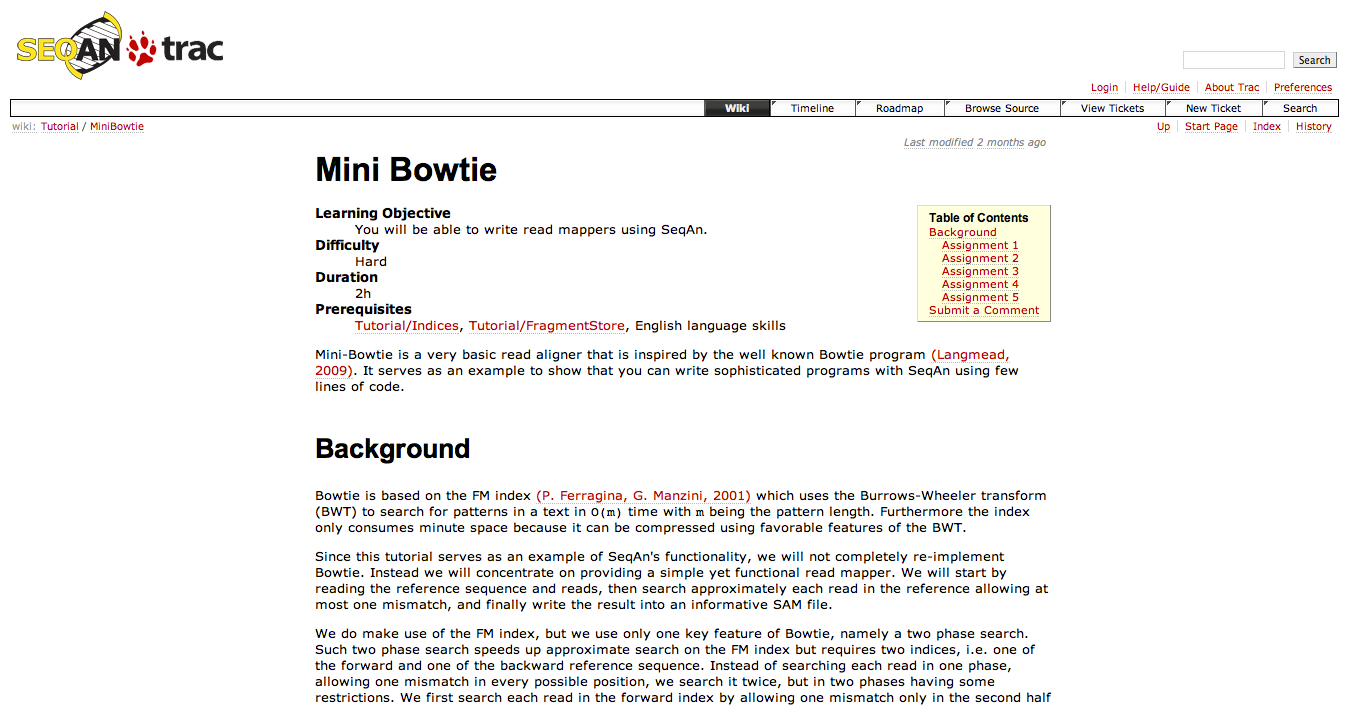 SEQAN trac
Search
Login Help/Guide About Trac Preferences
Wiki Timeline Roadmap Browse Source View Tickets New Ticket Search
wiki: Tutorial / MiniBowtie
Up Start Page Index History
Last modified 2 months ago
Mini Bowtie
Learning Objective
You will be able to write read mappers using SeqAn.
Difficulty
Hard
Duration
2h
Prerequisites
Tutorial/Indices, Tutorial/FragmentStore, English language skills
Table of Contents
Background
Assignment 1
Assignment 2
Assignment 3
Assignment 4
Assignment 5
Submit a Comment
Mini-Bowtie is a very basic read aligner that is inspired by the well known Bowtie program (Langmead,
2009). It serves as an example to show that you can write sophisticated programs with SeqAn using few
lines of code.
Background
Bowtie is based on the FM index (P. Ferragina, G. Manzini, 2001) which uses the Burrows-Wheeler transform
(BWT) to search for patterns in a text in O(m) time with m being the pattern length. Furthermore the index
only consumes minute space because it can be compressed using favorable features of the BWT.
Since this tutorial serves as an example of SeqAn's functionality, we will not completely re-implement
Bowtie. Instead we will concentrate on providing a simple yet functional read mapper. We will start by
reading the reference sequence and reads, then search approximately each read in the reference allowing at
most one mismatch, and finally write the result into an informative SAM file.
We do make use of the FM index, but we use only one key feature of Bowtie, namely a two phase search.
Such two phase search speeds up approximate search on the FM index but requires two indices, i.e. one of
the forward and one of the backward reference sequence. Instead of searching each read in one phase,
allowing one mismatch in every possible position, we search it twice, but in two phases having some
restrictions. We first search each read in the forward index by allowing one mismatch only in the second half